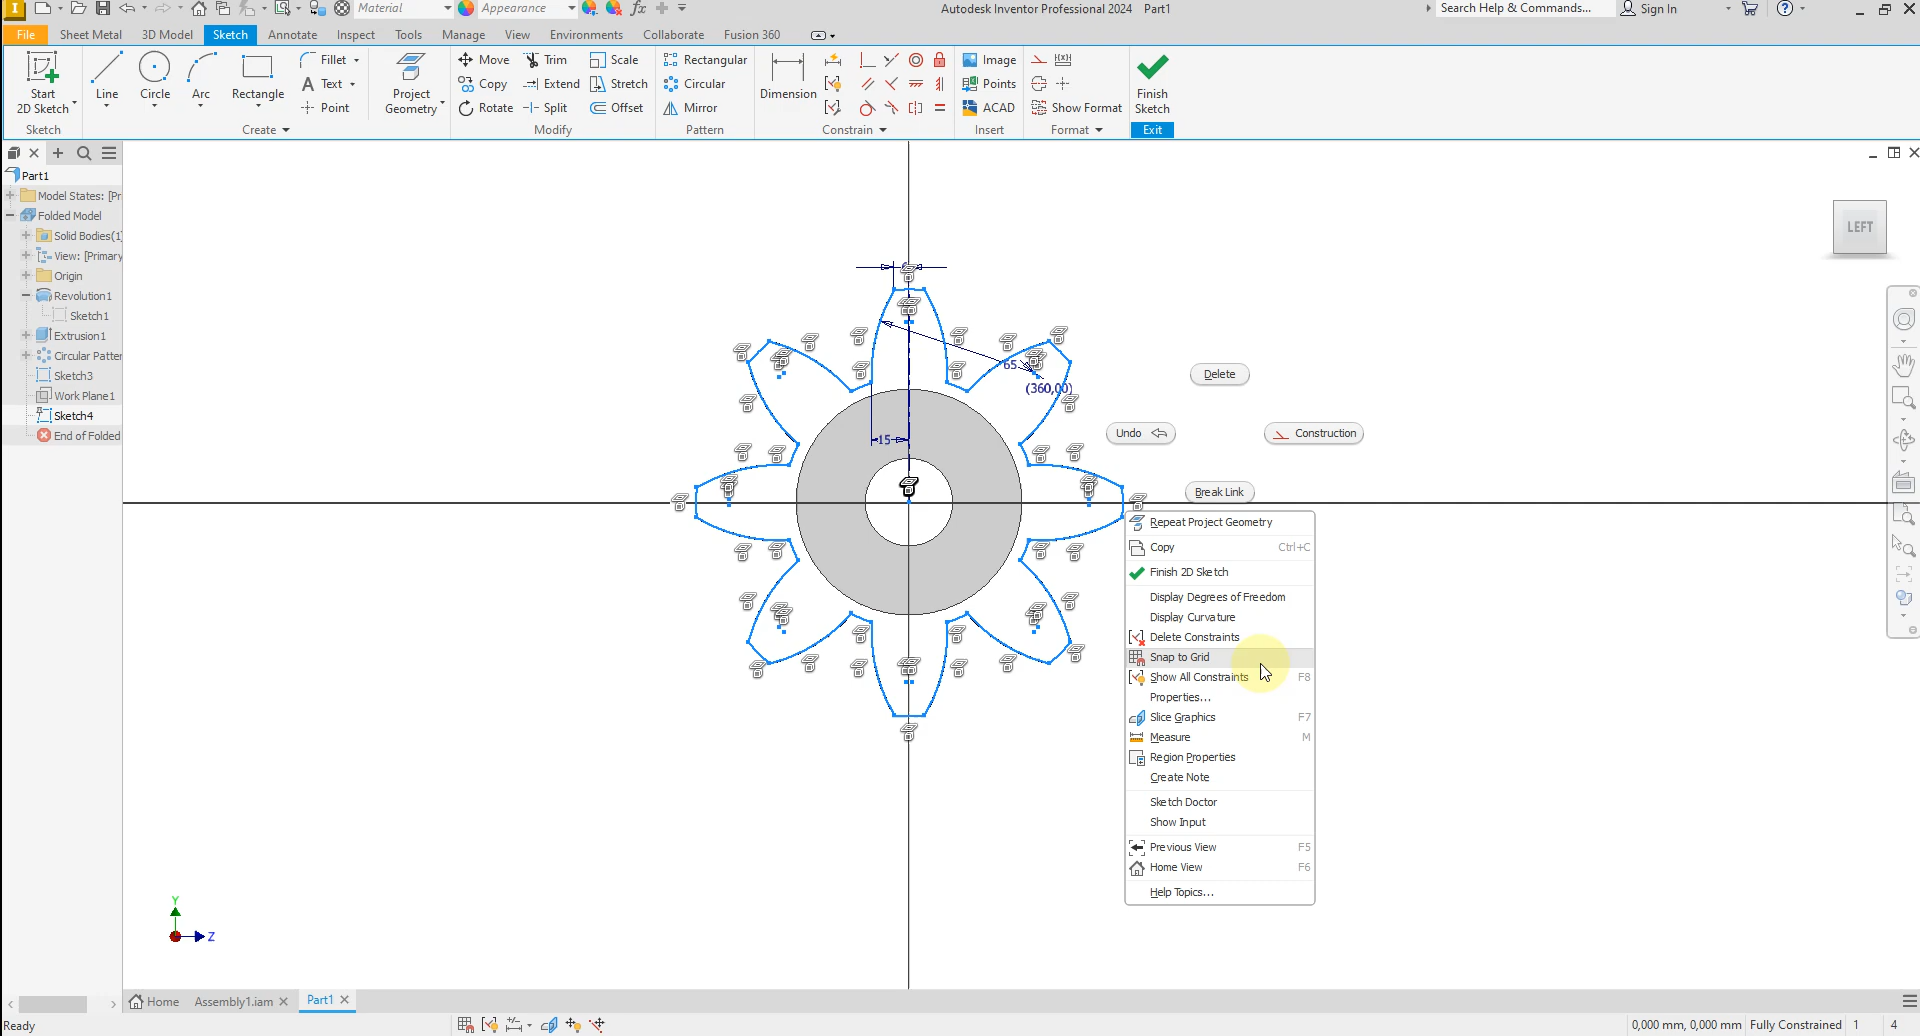 Material
Appearance
Autodesk Inventor Professional 2024 Part1
Search Help & Commands...
Sign In
File Sheet Metal 3D Model Sketch Annotate Inspect Tools Manage View Environments Collaborate Fusion 360
Start
2D Sketch
Line
Circle
Arc
Rectangle
Fillet
Text
Point
Project
Geometry
Move
Copy
Rotate
Trim
Extend
Split
Scale
Stretch
Offset
Rectangular
Circular
Mirror
Dimension
Image
Points
ACAD
Show Format
Finish
Sketch
Sketch Create Modify Pattern Constrain Insert Format Exit
Part1
Model States: [Pr
Folded Model
Solid Bodies(1)
View: [Primary
Origin
Revolution1
Sketch1
Extrusion1
Circular Patter
Sketch3
Work Plane1
Sketch4
End of Folded
LEFT
65
(360,00)
15
Delete
Undo
Construction
Break Link
Repeat Project Geometry
Copy Ctrl+C
Finish 2D Sketch
Display Degrees of Freedom
Display Curvature
Delete Constraints
Snap to Grid
Show All Constraints F8
Properties...
Slice Graphics F7
Measure M
Region Properties
Create Note
Sketch Doctor
Show Input
Previous View F5
Home View F6
Help Topics...
Y
Z
Home Assembly1.iam Part1
Ready
0,000 mm, 0,000 mm Fully Constrained 1 4